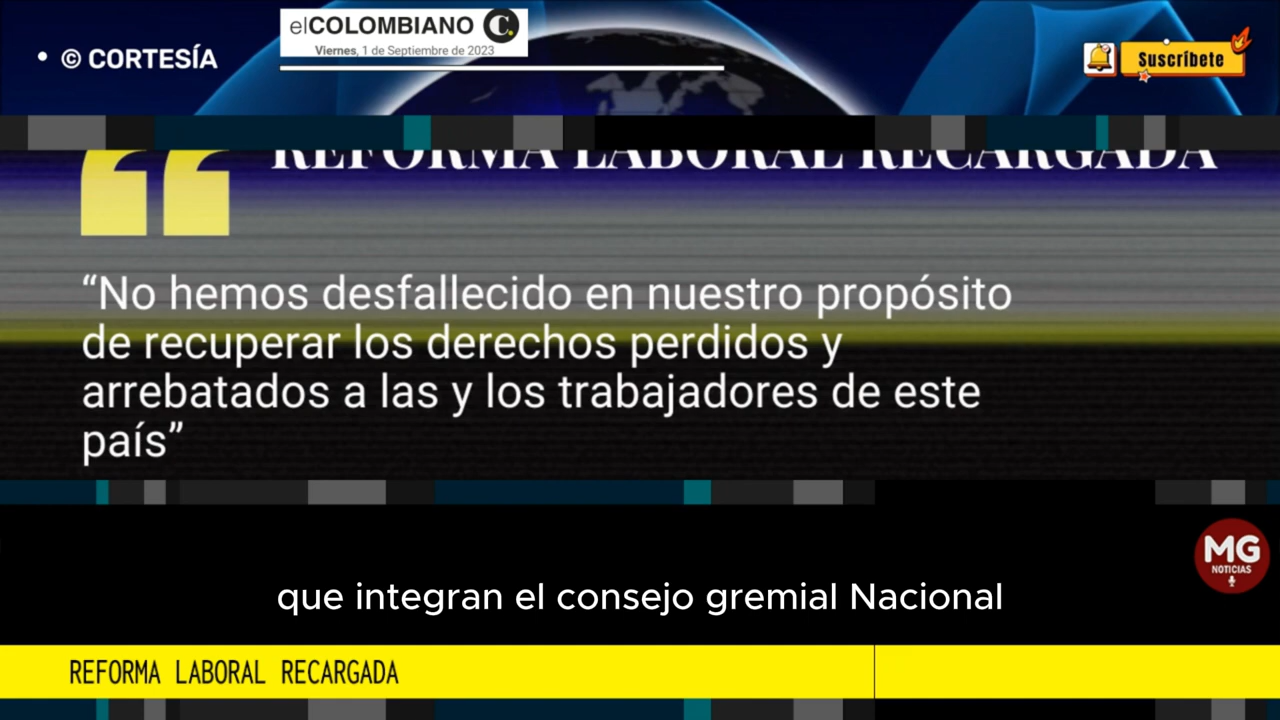 • © CORTESÍA
elCOLOMBIANO C.
Viernes, 1 de Septiembre de 2023
Suscríbete
REFORMA LABORAL RECARGADA
“No hemos desfallecido en nuestro propósito
de recuperar los derechos perdidos y
arrebatados a las y los trabajadores de este
país”
MG
NOTICIAS
que integran el consejo gremial Nacional
REFORMA LABORAL RECARGADA